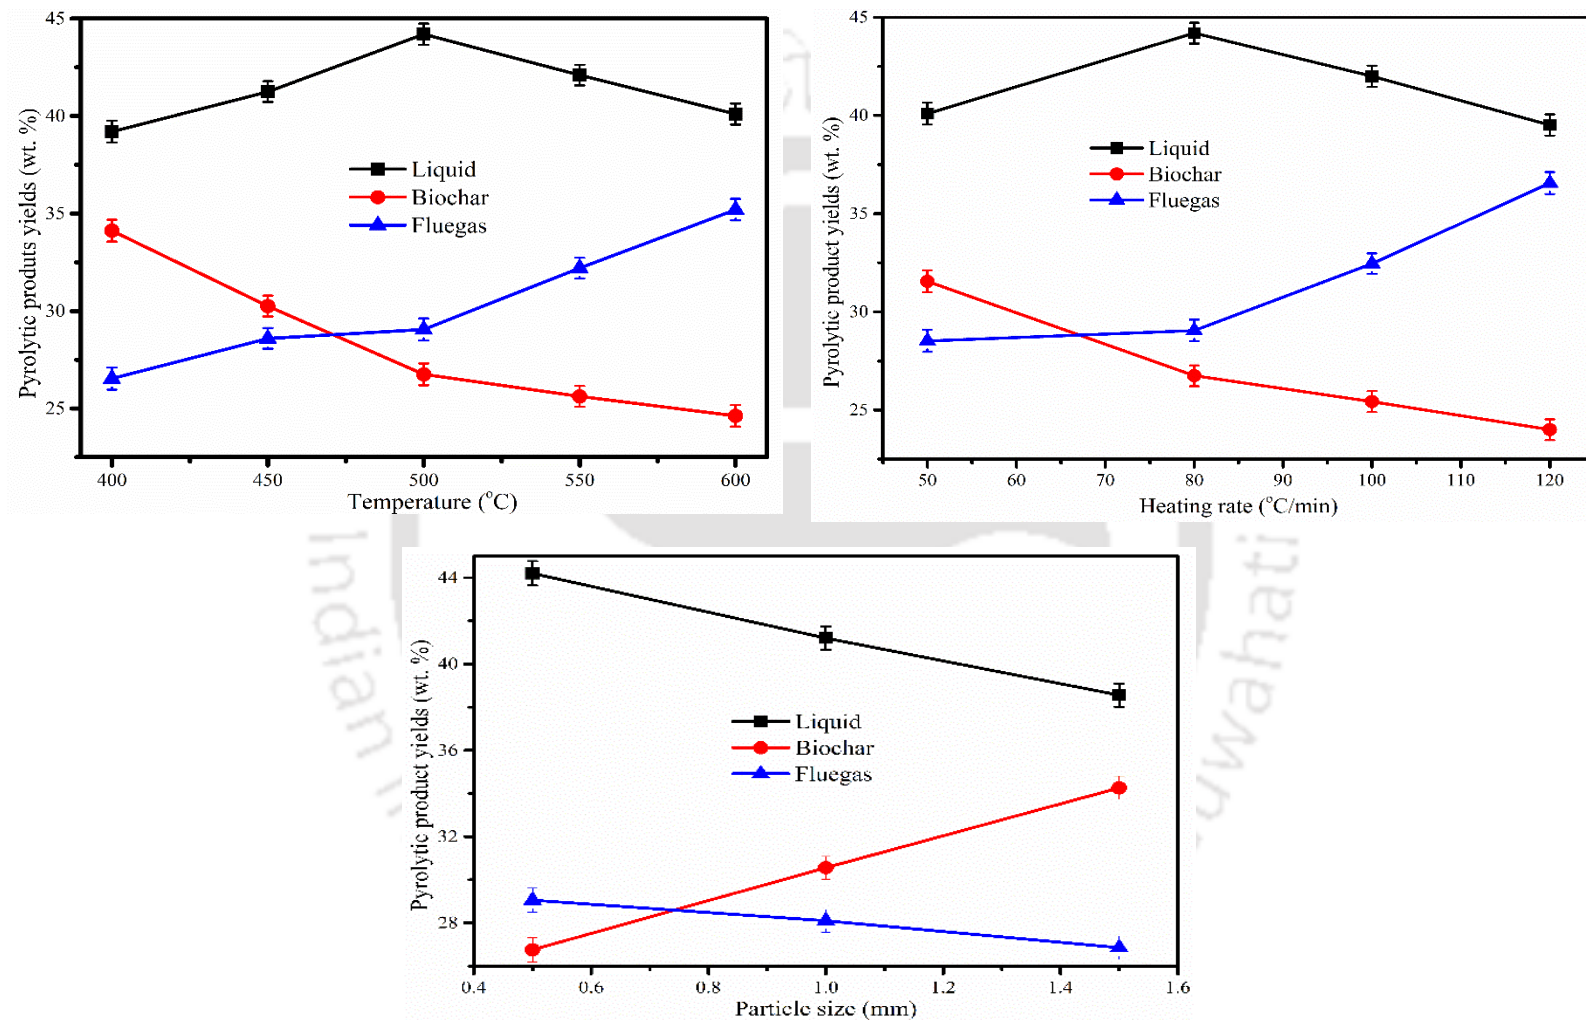 45
40
35
30
25
Pyrolytic produts yields (wt. %)
Liquid
Biochar
Fluegas
400 450 500 550 600
Temperature (°C)
45
40
35
30
25
Pyrolytic product yields (wt. %)
Liquid
Biochar
Fluegas
50 60 70 80 90 100 110 120
Heating rate (°C/min)
44
40
36
32
28
Pyrolytic product yields (wt. %)
Liquid
Biochar
Fluegas
0.4 0.6 0.8 1.0 1.2 1.4 1.6
Particle size (mm)
Indian
uwahati